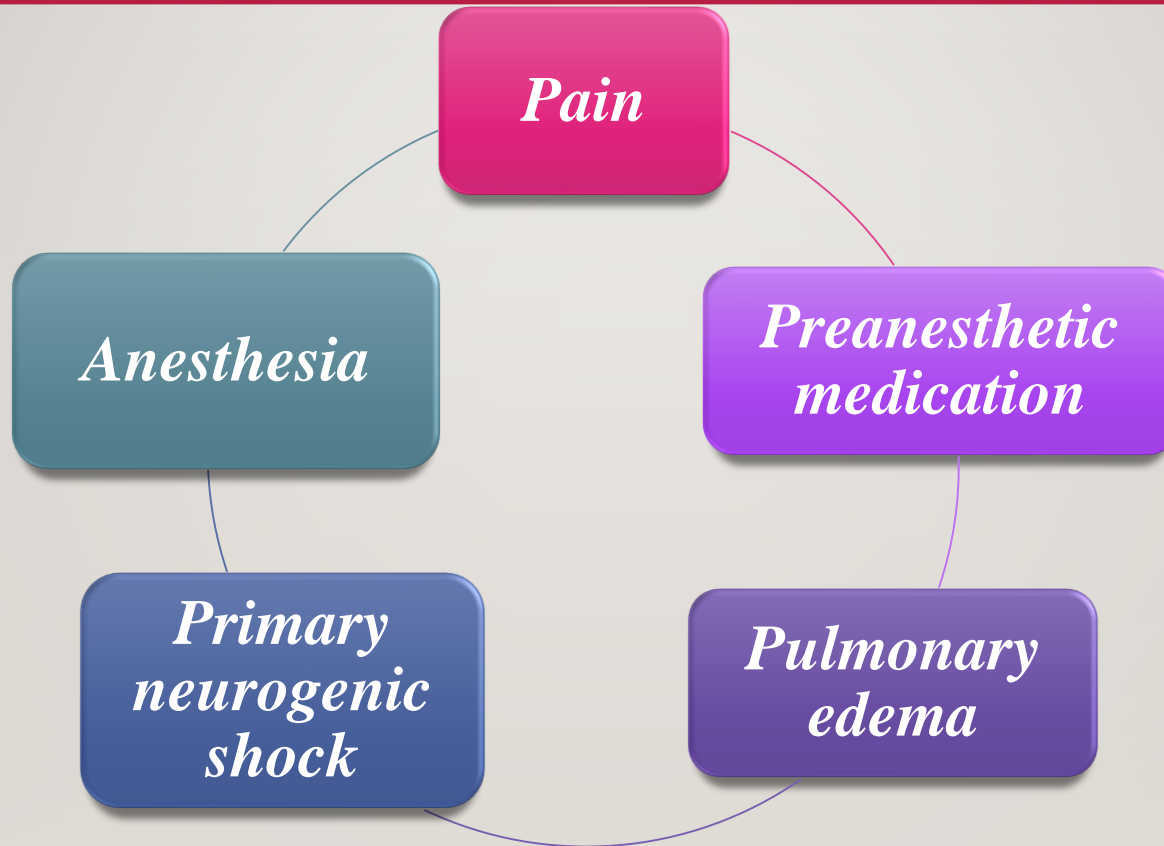 Pain
Preanesthetic
medication
Pulmonary
edema
Primary
neurogenic
shock
Anesthesia